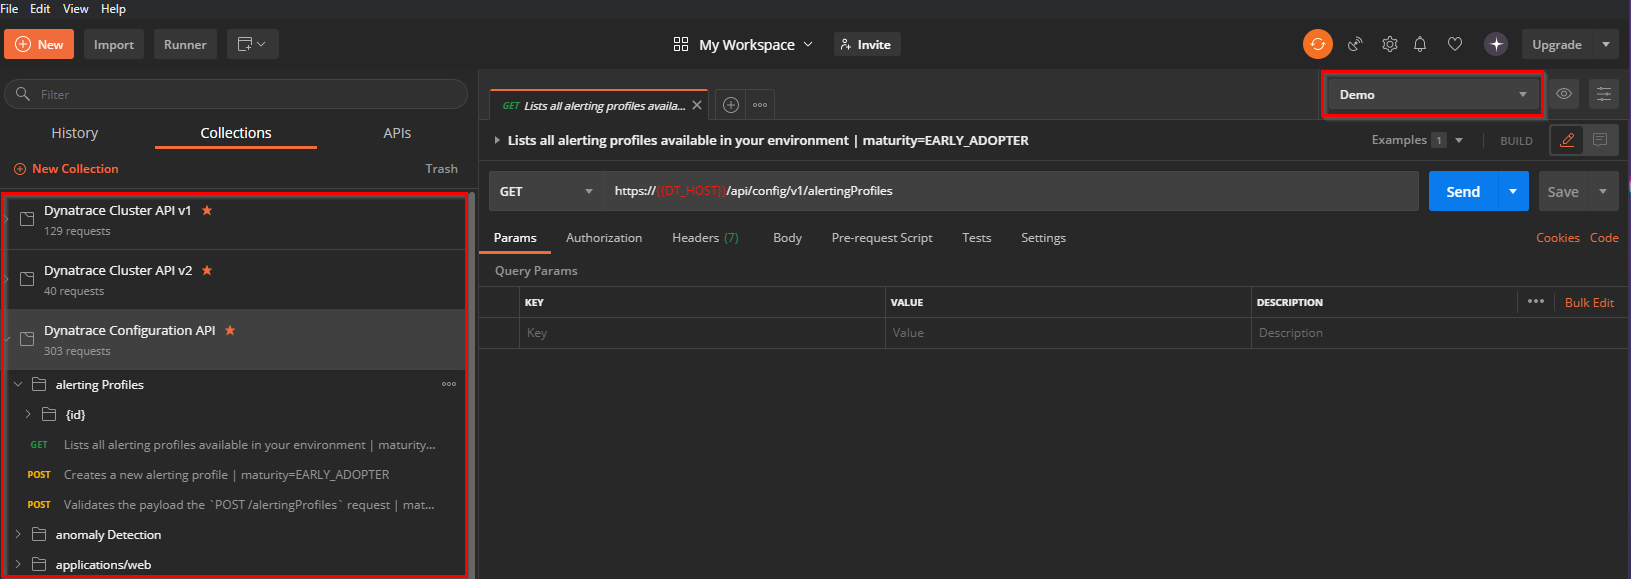 File Edit View Help
New Import Runner My Workspace Invite Upgrade
Filter
History Collections APIs
New Collection Trash
Dynatrace Cluster API v1
129 requests
Dynatrace Cluster API v2
40 requests
Dynatrace Configuration API
303 requests
alerting Profiles
{id}
GET Lists all alerting profiles available in your environment | maturity...
POST Creates a new alerting profile | maturity=EARLY_ADOPTER
POST Validates the payload the `POST /alertingProfiles` request | mat...
anomaly Detection
applications/web
GET Lists all alerting profiles availa...
Demo
Lists all alerting profiles available in your environment | maturity=EARLY_ADOPTER Examples 1 BUILD
GET https://{{DT_HOST}}/api/config/v1/alertingProfiles Send Save
Params Authorization Headers (7) Body Pre-request Script Tests Settings Cookies Code
Query Params
KEY VALUE DESCRIPTION Bulk Edit
Key Value Description